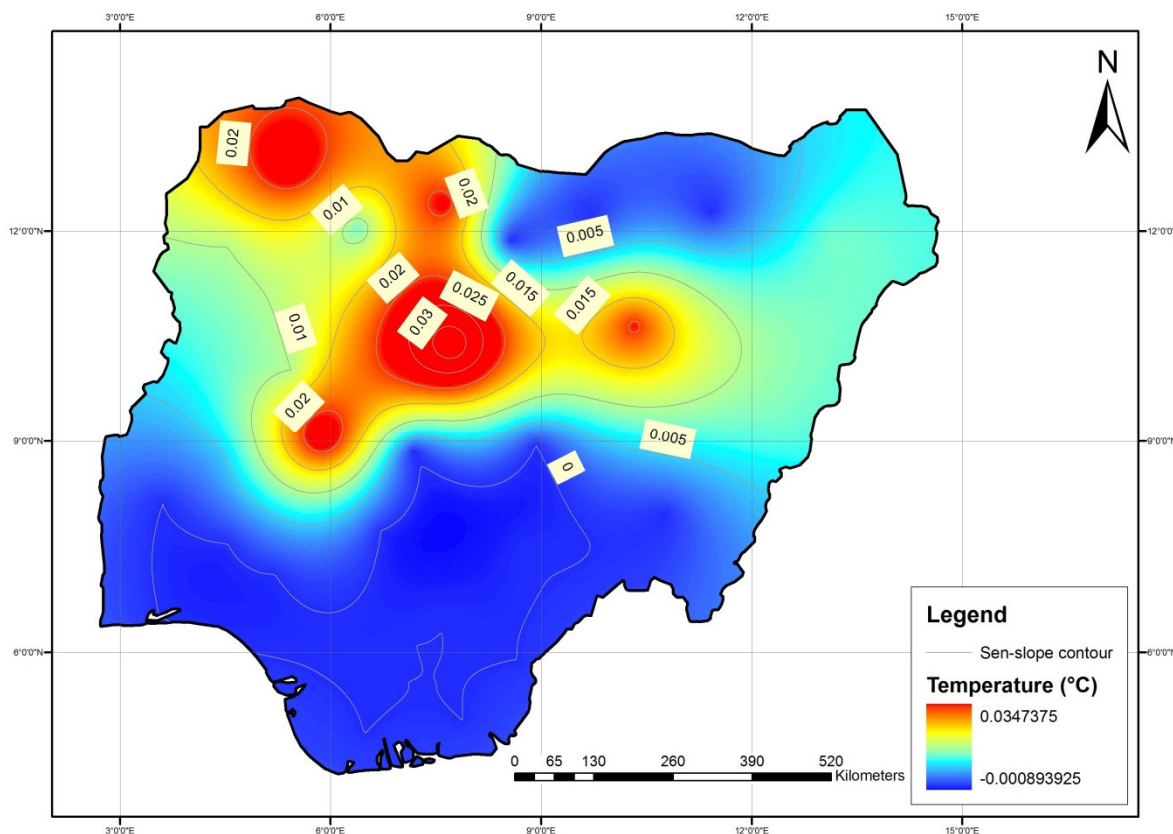 3°0'0"E 6°0'0"E 9°0'0"E 12°0'0"E 15°0'0"E
N
0.02
0.01
0.02
12°0'0"N 12°0'0"N
0.005
0.02
0.025
0.015
0.015
0.03
0.01
0.02
9°0'0"N 9°0'0"N
0.005
0
Legend
Sen-slope contour
Temperature (°C)
0.0347375
-0.000893925
6°0'0"N 6°0'0"N
0 65 130 260 390 520
Kilometers
3°0'0"E 6°0'0"E 9°0'0"E 12°0'0"E 15°0'0"E